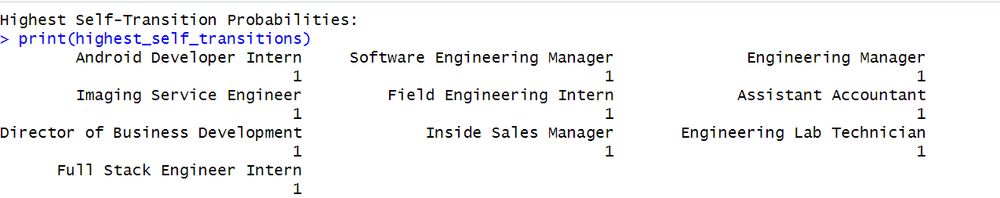 Highest Self-Transition Probabilities:
> print(highest_self_transitions)
Android Developer Intern Software Engineering Manager Engineering Manager
1 1 1
Imaging Service Engineer Field Engineering Intern Assistant Accountant
1 1 1
Director of Business Development Inside Sales Manager Engineering Lab Technician
1 1 1
Full Stack Engineer Intern
1